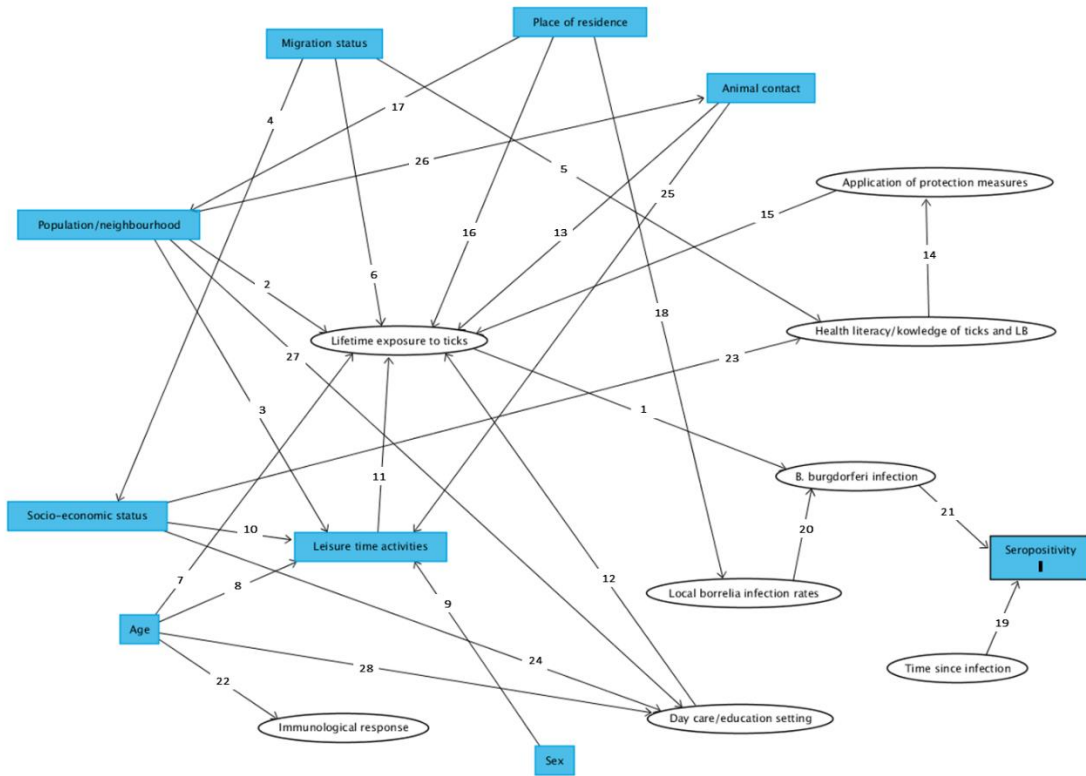 Place of residence
Migration status
Animal contact
17
4
26
5
25
Application of protection measures
Population/neighbourhood
15
16
13
14
6
2
18
Health literacy/kowledge of ticks and LB
Lifetime exposure to ticks
27
23
3
1
11
B. burgdorferi infection
21
Socio-economic status
10
20
Leisure time activities
Seropositivity
7
8
12
Local borrelia infection rates
9
19
Age
24
28
Time since infection
22
Immunological response
Day care/education setting
Sex